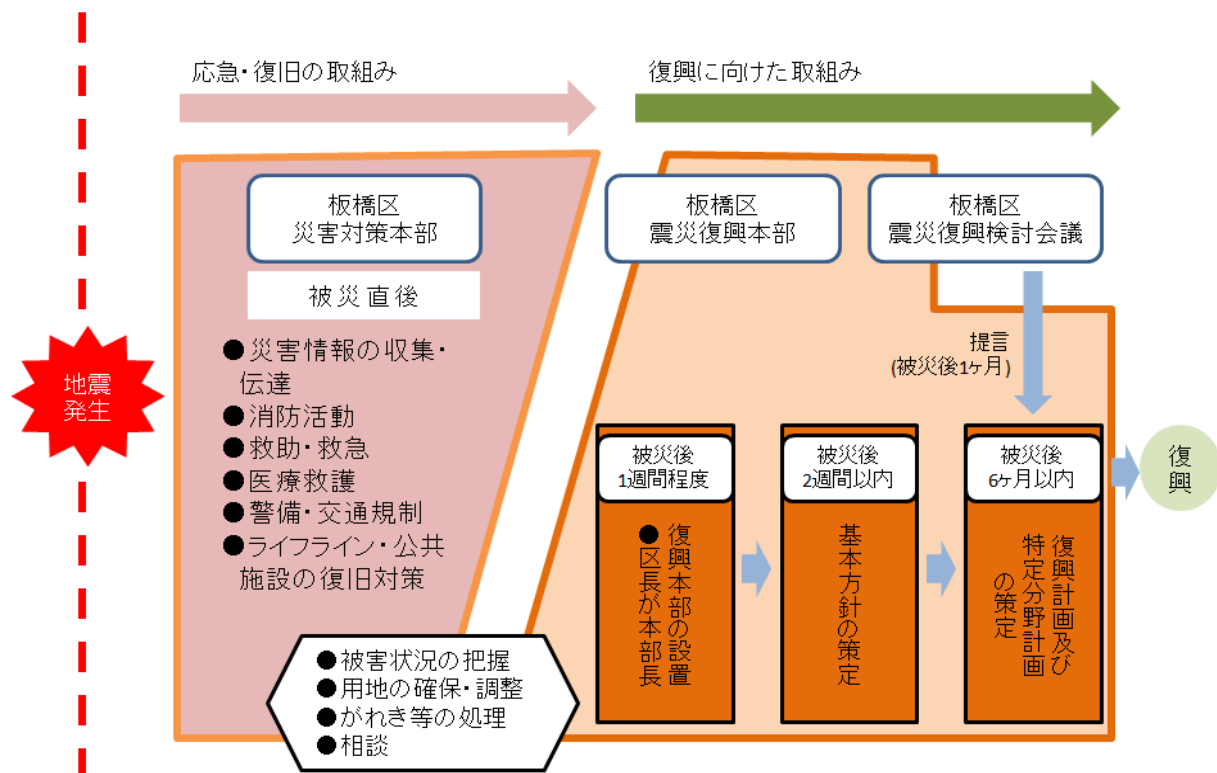 応急・復旧の取組み
復興に向けた取組み
地震
発生
板橋区
災害対策本部
被災直後
●災害情報の収集・
伝達
●消防活動
●救助・救急
●医療救護
●警備・交通規制
●ライフライン・公共
施設の復旧対策
●被害状況の把握
●用地の確保・調整
●がれき等の処理
●相談
板橋区
震災復興本部
板橋区
震災復興検討会議
提言
(被災後1ヶ月)
被災後
1週間程度
復興本部の設置
●区長が本部長
被災後
2週間以内
基本方針の策定
被災後
6ヶ月以内
復興計画及び
特定分野計画
の策定
復興